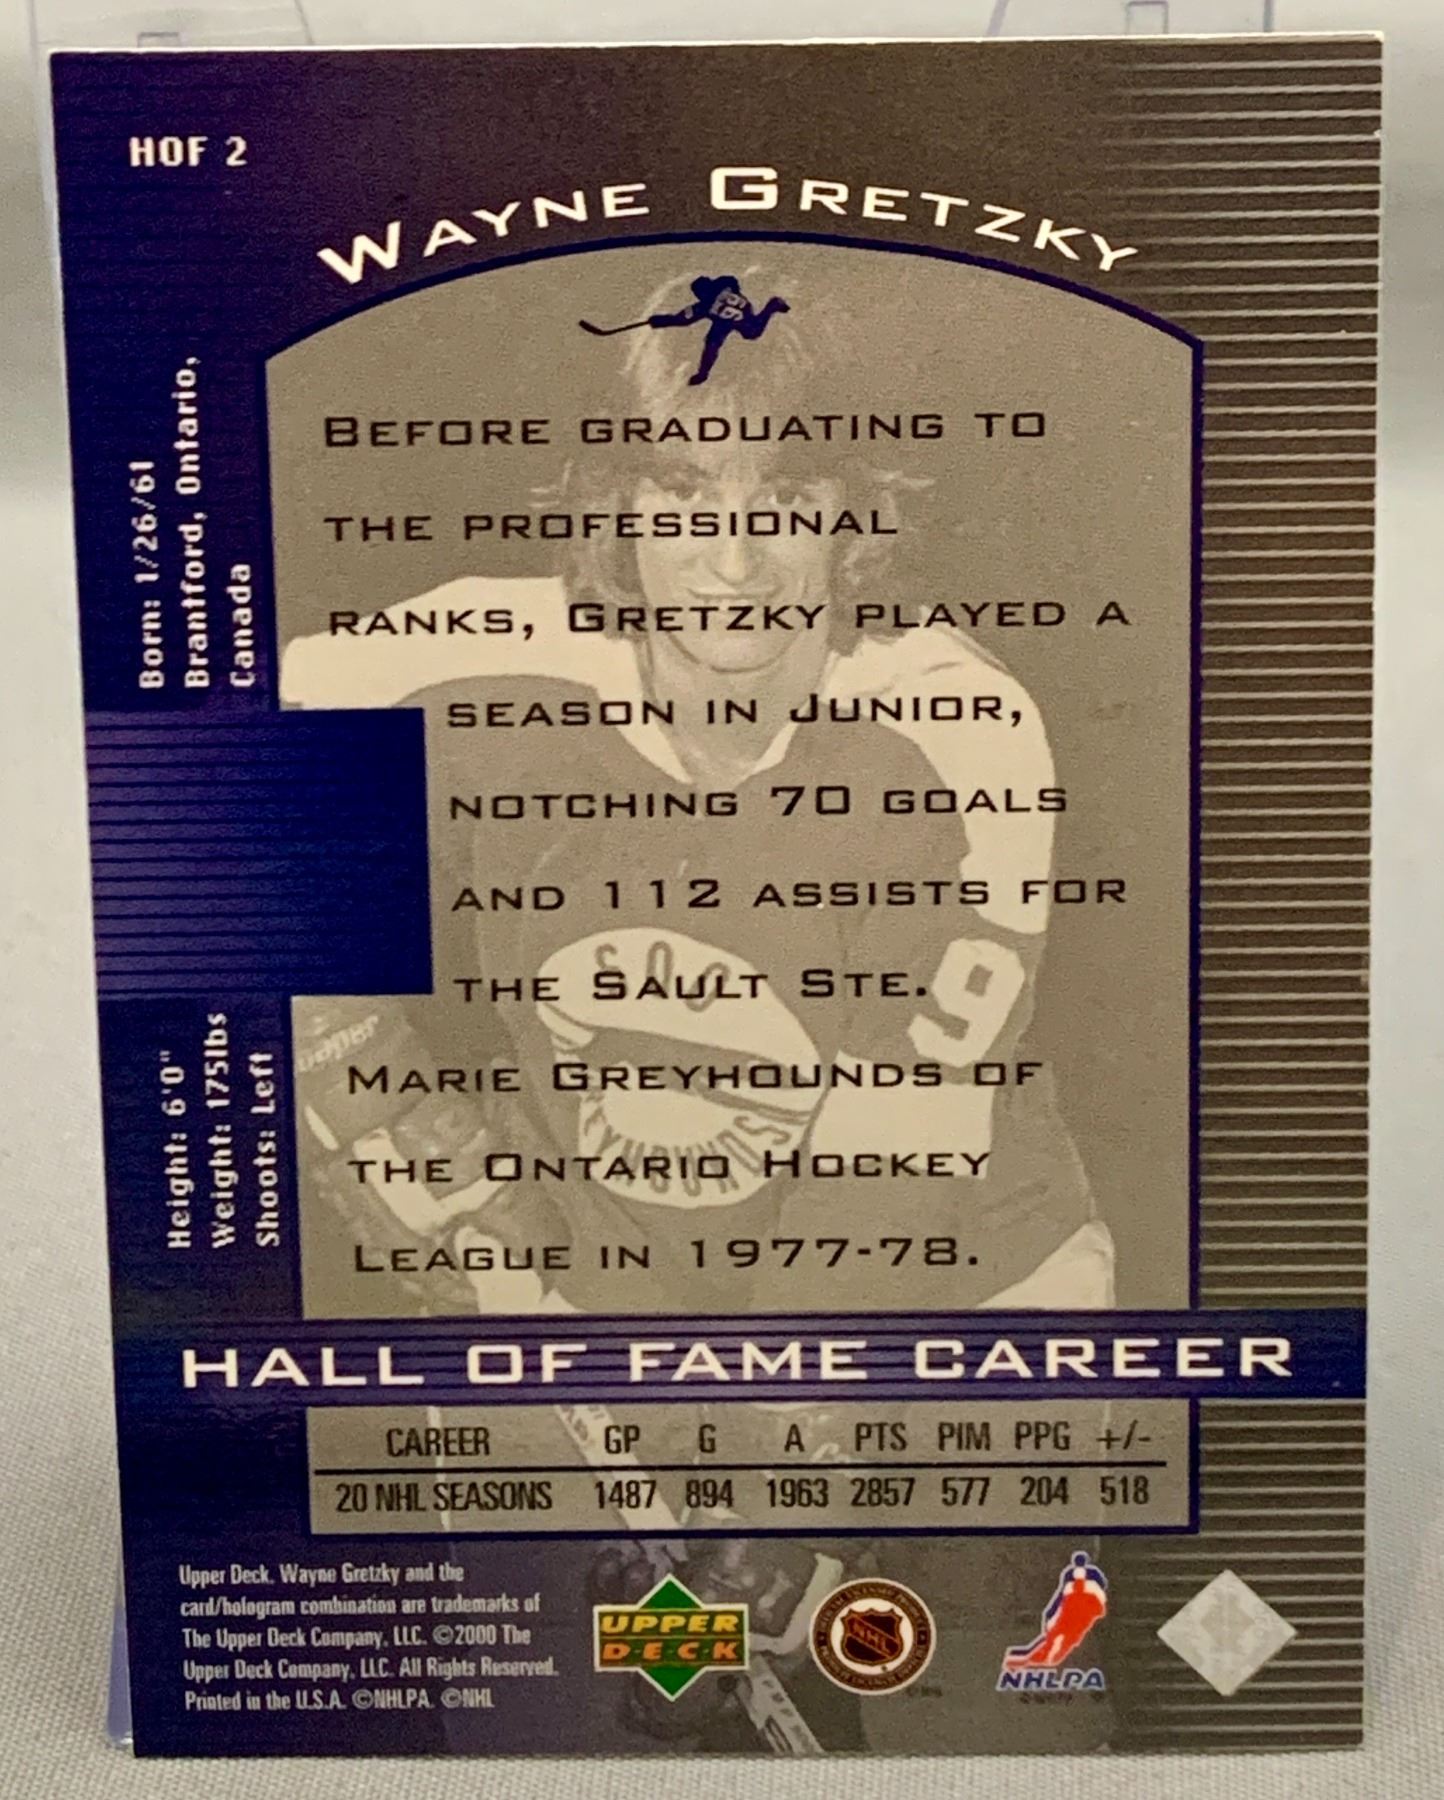 HOF 2
WAYNE GRETZKY
Born: 1/26/61
Brantford, Ontario,
Canada
BEFORE GRADUATING TO
THE PROFESSIONAL
RANKS, GRETZKY PLAYED A
SEASON IN JUNIOR,
NOTCHING 70 GOALS
AND 112 ASSISTS FOR
THE SAULT STE.
MARIE GREYHOUNDS OF
THE ONTARIO HOCKEY
LEAGUE IN 1977-78.
Height: 6'0"
Weight: 175lbs
Shoots: Left
SOO
GREYHOUNDS
9
Cooper
HALL OF FAME CAREER
CAREER GP G A PTS PIM PPG +/-
20 NHL SEASONS 1487 894 1963 2857 577 204 518
Upper Deck, Wayne Gretzky and the
card/hologram combination are trademarks of
The Upper Deck Company, LLC. ©2000 The
Upper Deck Company, LLC. All Rights Reserved.
Printed in the U.S.A. ©NHLPA. ©NHL
UPPER
D·E·C·K
NHL
NHLPA